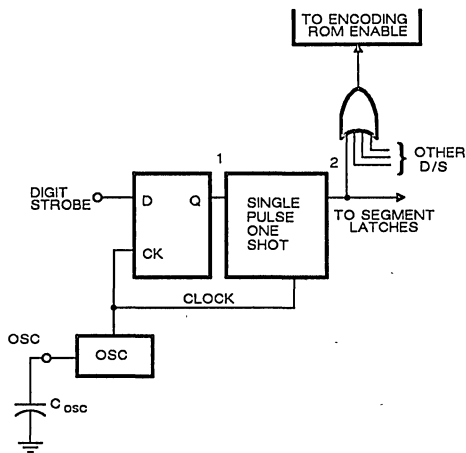 TO ENCODING
ROM ENABLE
OTHER
D/S
1
2
DIGIT
STROBE
D
Q
CK
SINGLE
PULSE
ONE
SHOT
TO SEGMENT
LATCHES
CLOCK
OSC
OSC
C OSC